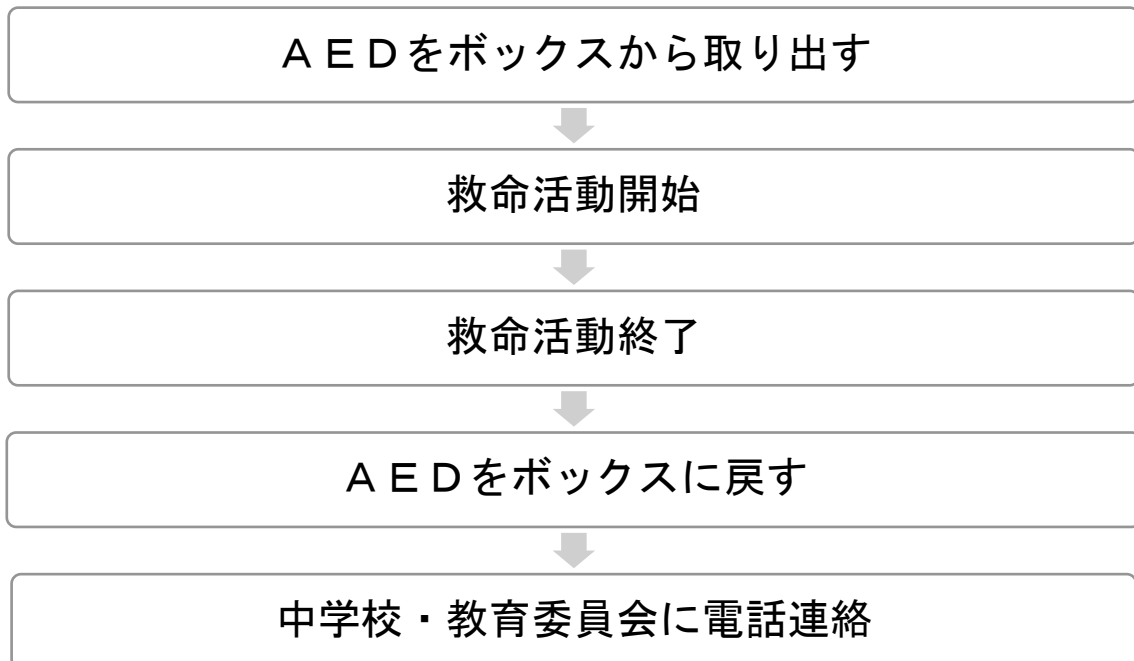 ＡＥＤをボックスから取り出す
救命活動開始
救命活動終了
ＡＥＤをボックスに戻す
中学校・教育委員会に電話連絡